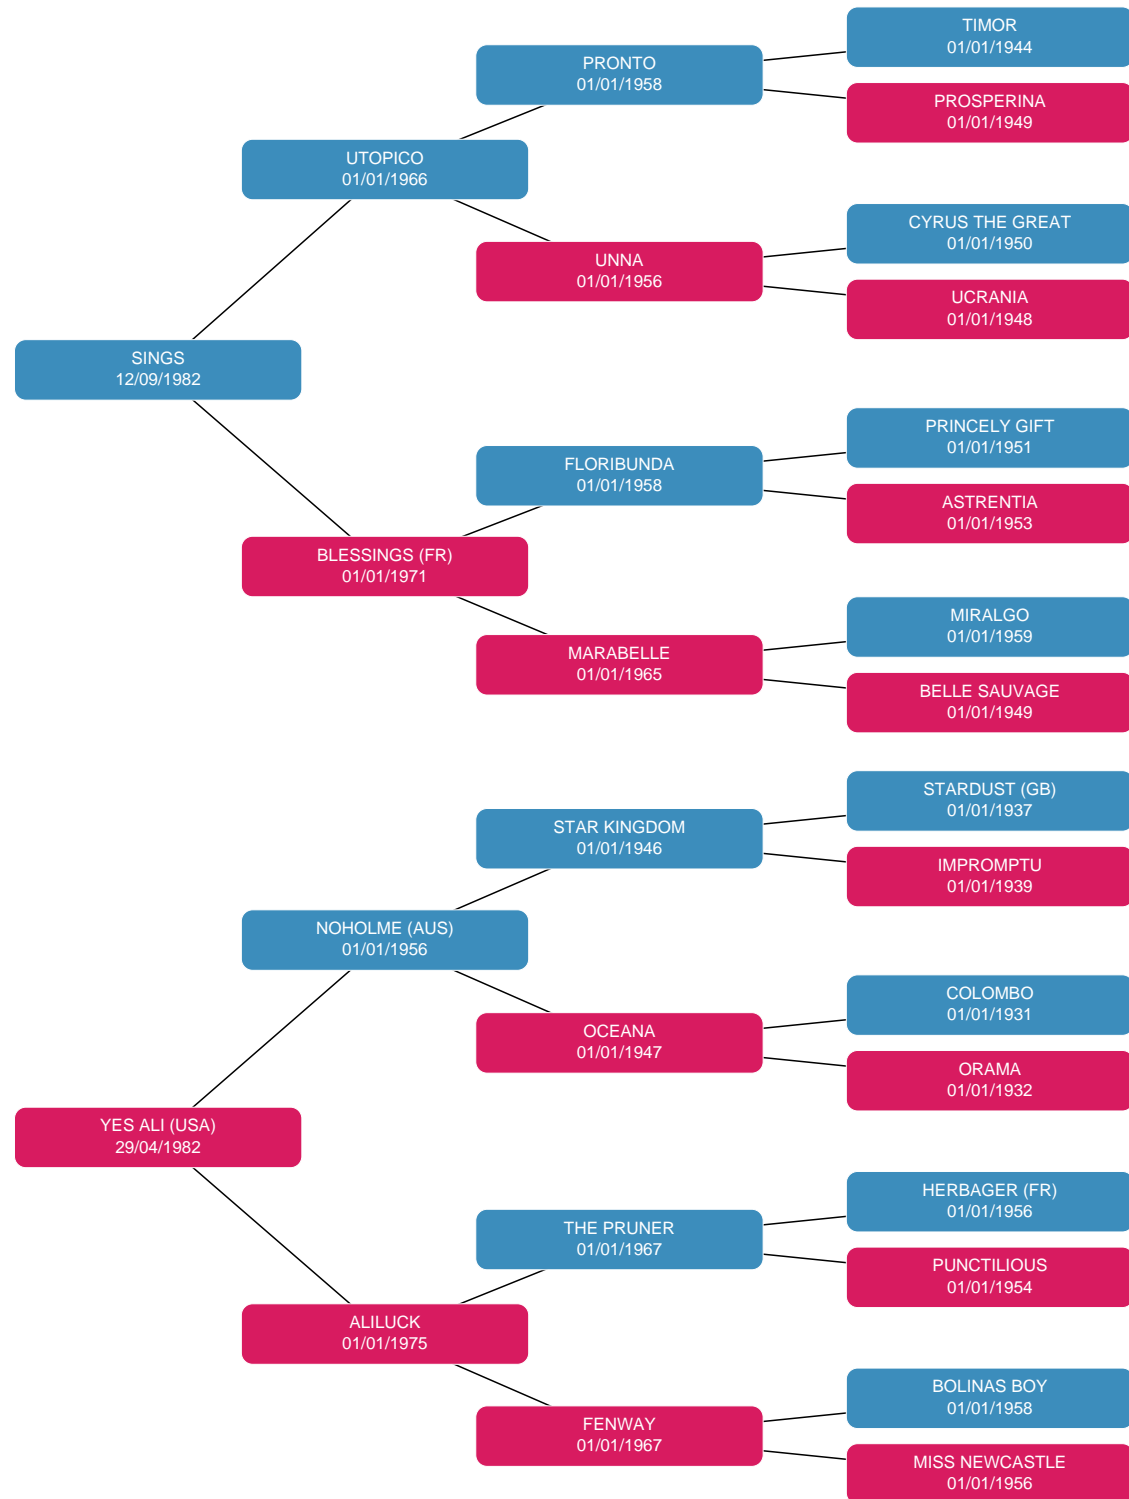 TIMOR
01/01/1944
PRONTO
01/01/1958
PROSPERINA
01/01/1949
UTOPICO
01/01/1966
CYRUS THE GREAT
01/01/1950
UNNA
01/01/1956
UCRANIA
01/01/1948
SINGS
12/09/1982
PRINCELY GIFT
01/01/1951
FLORIBUNDA
01/01/1958
ASTRENTIA
01/01/1953
BLESSINGS (FR)
01/01/1971
MIRALGO
01/01/1959
MARABELLE
01/01/1965
BELLE SAUVAGE
01/01/1949
STARDUST (GB)
01/01/1937
STAR KINGDOM
01/01/1946
IMPROMPTU
01/01/1939
NOHOLME (AUS)
01/01/1956
COLOMBO
01/01/1931
OCEANA
01/01/1947
ORAMA
01/01/1932
YES ALI (USA)
29/04/1982
HERBAGER (FR)
01/01/1956
THE PRUNER
01/01/1967
PUNCTILIOUS
01/01/1954
ALILUCK
01/01/1975
BOLINAS BOY
01/01/1958
FENWAY
01/01/1967
MISS NEWCASTLE
01/01/1956